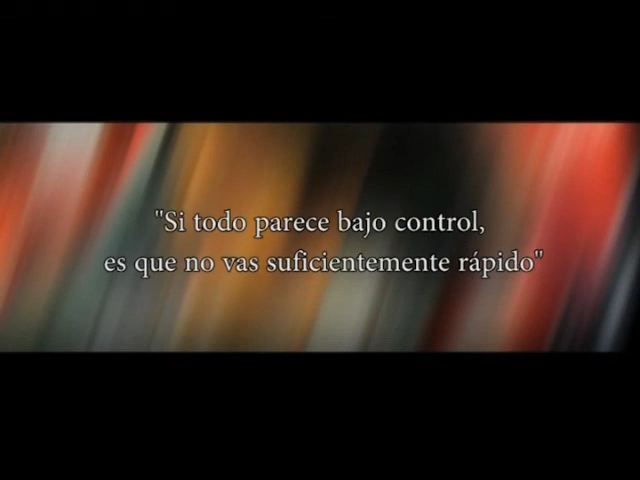 "Si todo parece bajo control,
es que no vas suficientemente rápido"